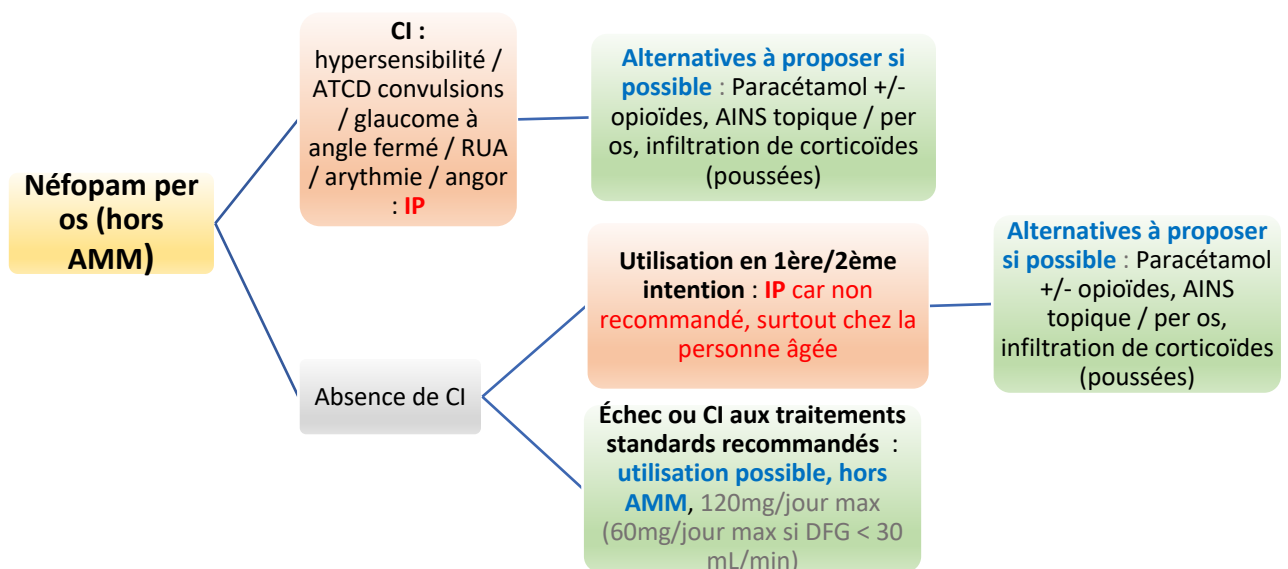 Néfopam per
os (hors
AMM)
CI :
hypersensibilité /
ATCD convulsions
/ glaucome à
angle fermé / RUA
/ arythmie / angor
: IP
Alternatives à proposer si
possible : Paracétamol +/-
opioïdes, AINS topique / per
os, infiltration de corticoïdes
(poussées)
Absence de CI
Utilisation en 1ère/2ème
intention : IP car non
recommandé, surtout chez la
personne âgée
Alternatives à proposer
si possible : Paracétamol
+/- opioïdes, AINS
topique / per os,
infiltration de corticoïdes
(poussées)
Échec ou CI aux traitements
standards recommandés :
utilisation possible, hors
AMM, 120mg/jour max
(60mg/jour max si DFG < 30
mL/min)